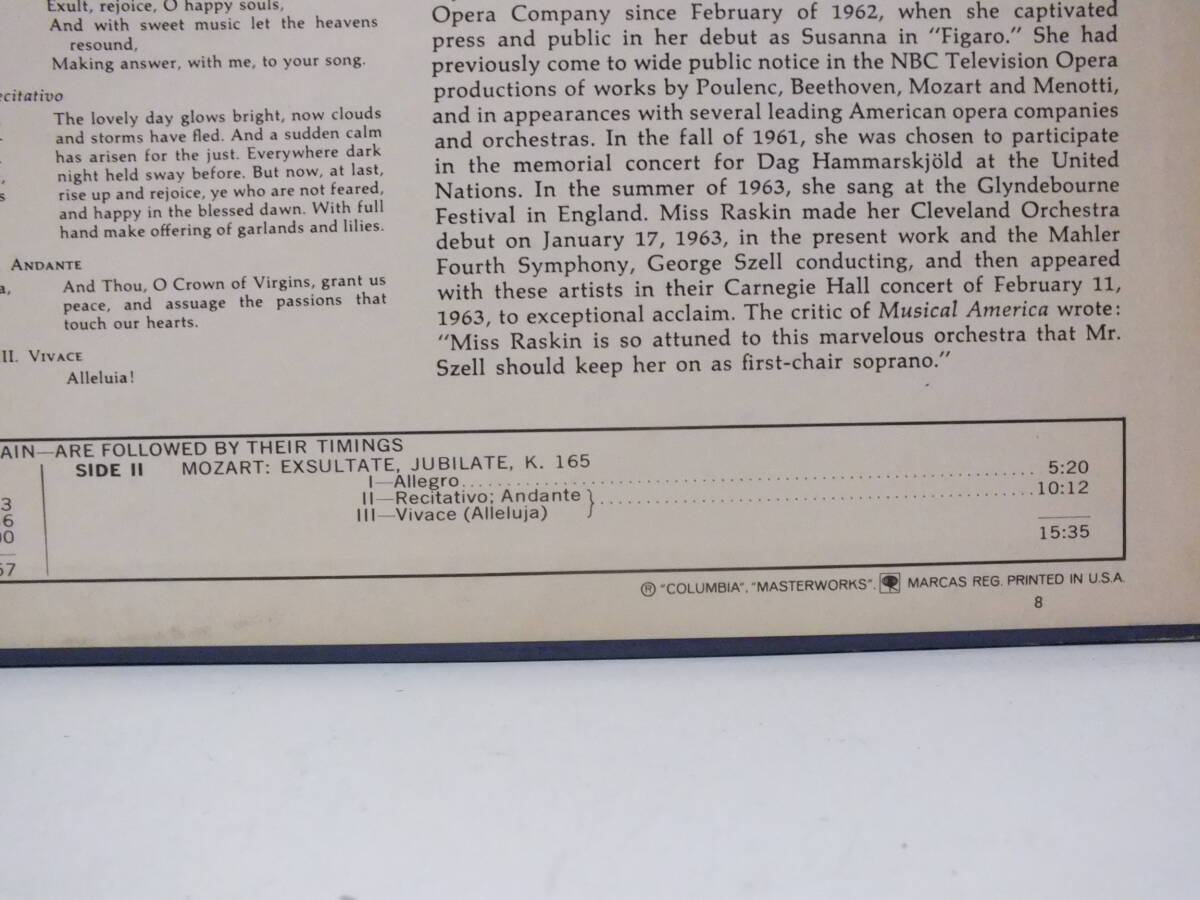 Exult, rejoice, O happy souls,
And with sweet music let the heavens
resound,
Making answer, with me, to your song.
ecitativo
The lovely day glows bright, now clouds
and storms have fled. And a sudden calm
has arisen for the just. Everywhere dark
night held sway before. But now, at last,
rise up and rejoice, ye who are not feared,
s
and happy in the blessed dawn. With full
hand make offering of garlands and lilies.
ANDANTE
a,
And Thou, O Crown of Virgins, grant us
peace, and assuage the passions that
touch our hearts.
II. VIVACE
Alleluia!
Opera Company since February of 1962, when she captivated
press and public in her debut as Susanna in "Figaro." She had
previously come to wide public notice in the NBC Television Opera
productions of works by Poulenc, Beethoven, Mozart and Menotti,
and in appearances with several leading American opera companies
and orchestras. In the fall of 1961, she was chosen to participate
in the memorial concert for Dag Hammarskjöld at the United
Nations. In the summer of 1963, she sang at the Glyndebourne
Festival in England. Miss Raskin made her Cleveland Orchestra
debut on January 17, 1963, in the present work and the Mahler
Fourth Symphony, George Szell conducting, and then appeared
with these artists in their Carnegie Hall concert of February 11,
1963, to exceptional acclaim. The critic of Musical America wrote:
"Miss Raskin is so attuned to this marvelous orchestra that Mr.
Szell should keep her on as first-chair soprano."
AIN—ARE FOLLOWED BY THEIR TIMINGS
SIDE II MOZART: EXSULTATE, JUBILATE, K. 165
I—Allegro 5:20
II—Recitativo; Andante 10:12
III—Vivace (Alleluja)
15:35
3
6
00
57
® "COLUMBIA", "MASTERWORKS", MARCAS REG. PRINTED IN U.S.A.
8